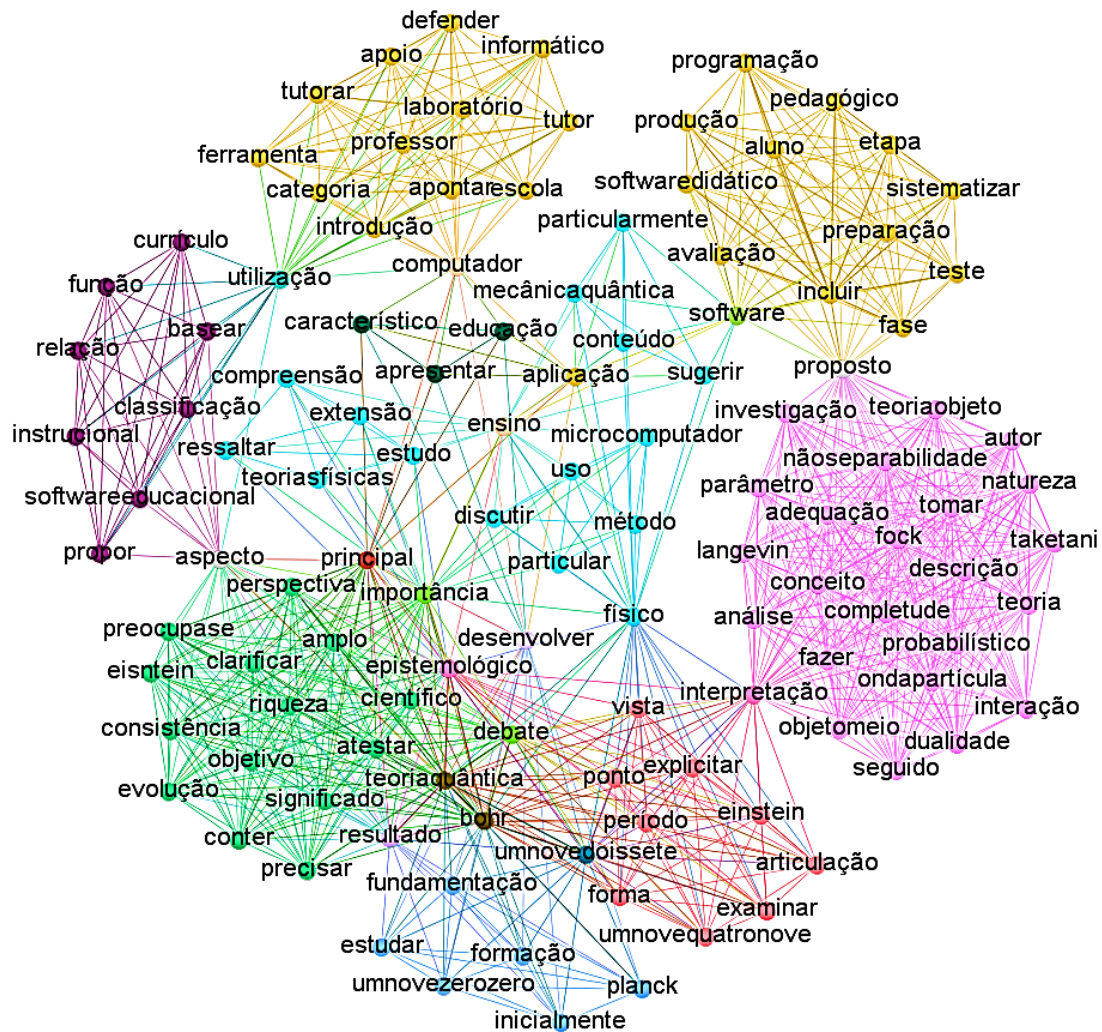 defender
informático
apoio
programação
tutorar
laboratório
pedagógico
produção
tutor
professor
aluno
etapa
ferramenta
categoria
apontar
escola
softwaredidático
sistematizar
introdução
particularmente
preparação
currículo
avaliação
utilização
computador
teste
função
mecânicaquântica
incluir
basear
característico
educação
software
fase
relação
conteúdo
compreensão
apresentar
aplicação
sugerir
proposto
classificação
extensão
ensino
investigação
teoriaobjeto
instrucional
ressaltar
estudo
microcomputador
autor
nãoseparabilidade
teoriasfísicas
uso
parâmetro
natureza
softwareeducacional
discutir
método
adequação
tomar
propor
aspecto
principal
particular
langevin
fock
taketani
perspectiva
importância
conceito
descrição
físico
análise
completude
teoria
preocupase
amplo
desenvolver
probabilístico
eisntein
clarificar
epistemológico
fazer
riqueza
científico
vista
interpretação
ondapartícula
interação
consistência
debate
objetomeio
dualidade
objetivo
atestar
seguido
evolução
teoriaquântica
ponto
explicitar
significado
conter
resultado
bohr
período
einstein
precisar
umnovedoissete
articulação
fundamentação
forma
examinar
umnovequatronove
estudar
formação
umnovezerozero
planck
inicialmente